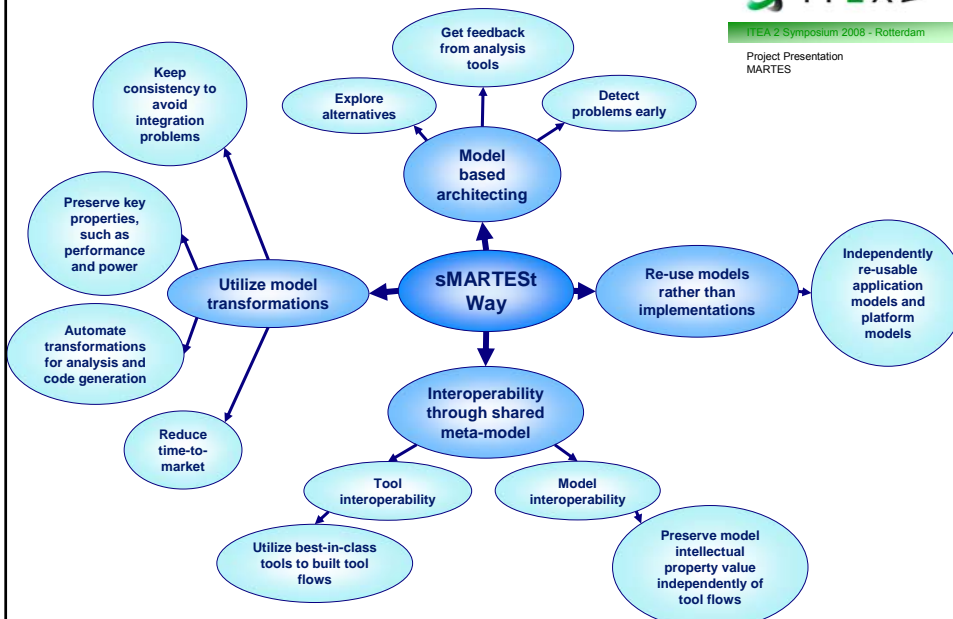 ITEA 2 Symposium 2008 - Rotterdam
Project Presentation
MARTES
Get feedback
from analysis
tools
Keep
consistency to
avoid
integration
problems
Explore
alternatives
Detect
problems early
Model
based
architecting
Preserve key
properties,
such as
performance
and power
Utilize model
transformations
sMARTESt
Way
Re-use models
rather than
implementations
Independently
re-usable
application
models and
platform
models
Automate
transformations
for analysis and
code generation
Reduce
time-to-
market
Interoperability
through shared
meta-model
Tool
interoperability
Model
interoperability
Utilize best-in-class
tools to built tool
flows
Preserve model
intellectual
property value
independently of
tool flows